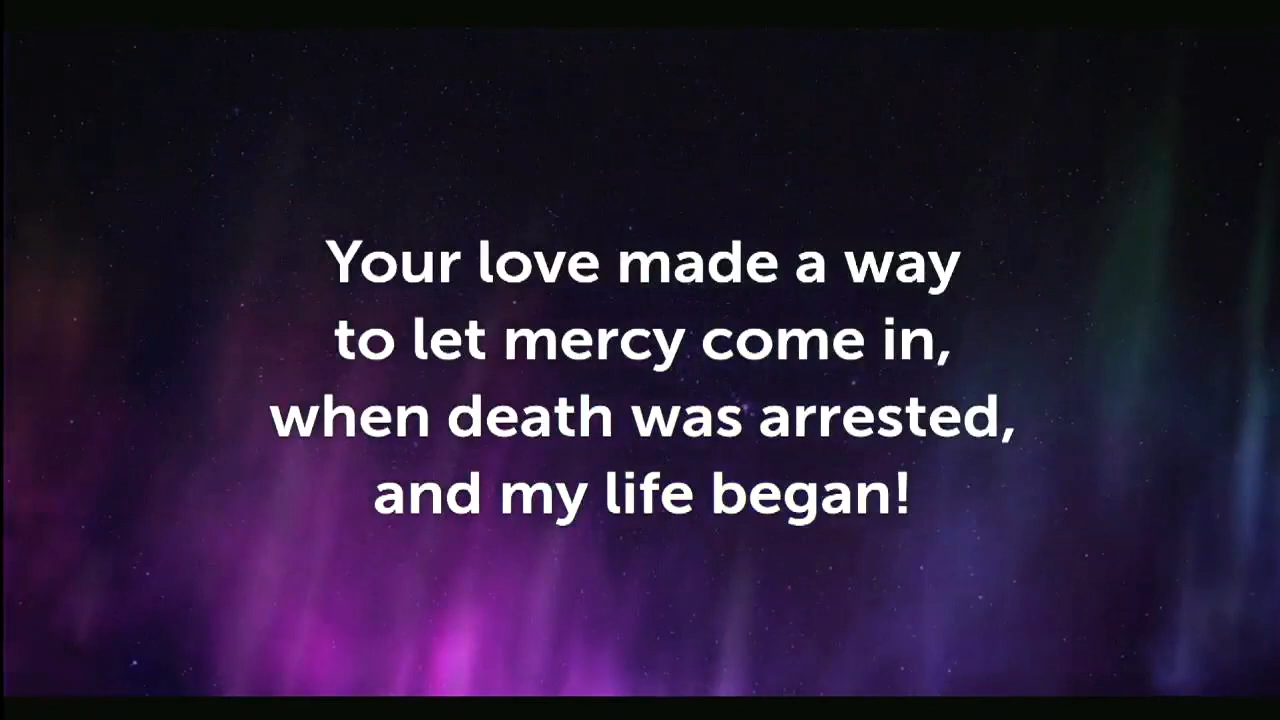 Your love made a way
to let mercy come in,
when death was arrested,
and my life began!